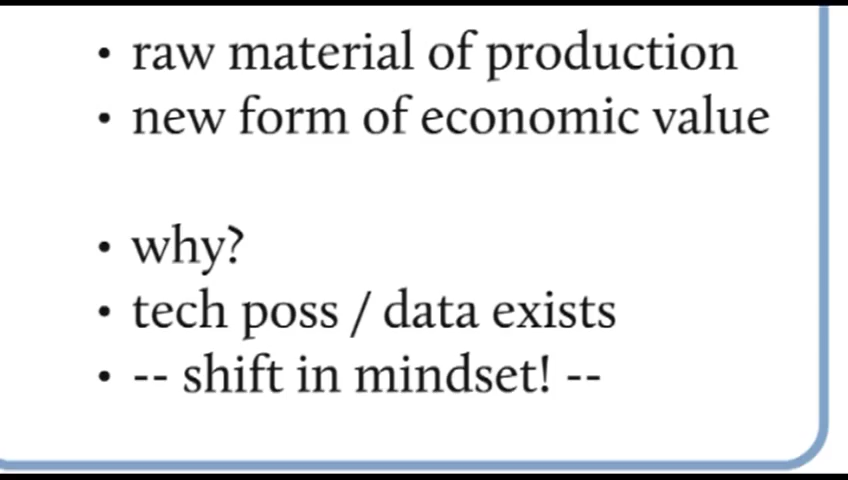 • raw material of production
• new form of economic value
• why?
• tech poss / data exists
• -- shift in mindset! --